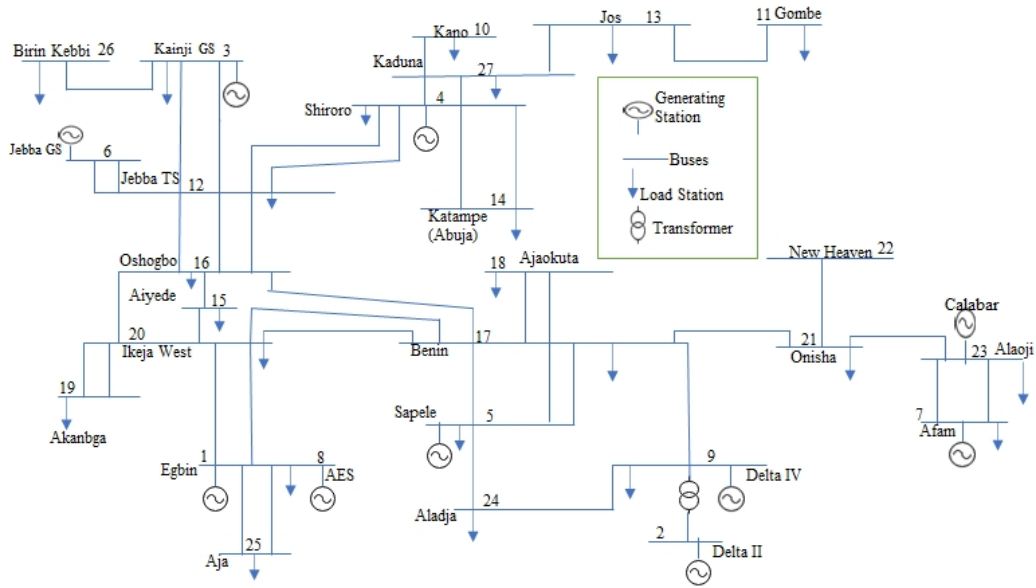 Birin Kebbi 26
Kainji GS 3
Kano 10
Jos 13
11 Gombe
Kaduna
27
Shiroro
4
Generating
Station
Buses
Load Station
Transformer
Jebba GS
6
Jebba TS
12
14
Katampe
(Abuja)
Oshogbo 16
18 Ajaokuta
New Heaven 22
Aiyede
15
Calabar
20
Ikeja West
Benin 17
21
Onisha
23 Alaoji
19
Akanbga
Sapele
5
7
Afam
1
Egbin
8
AES
9
Delta IV
24
Aladja
2
Delta II
25
Aja